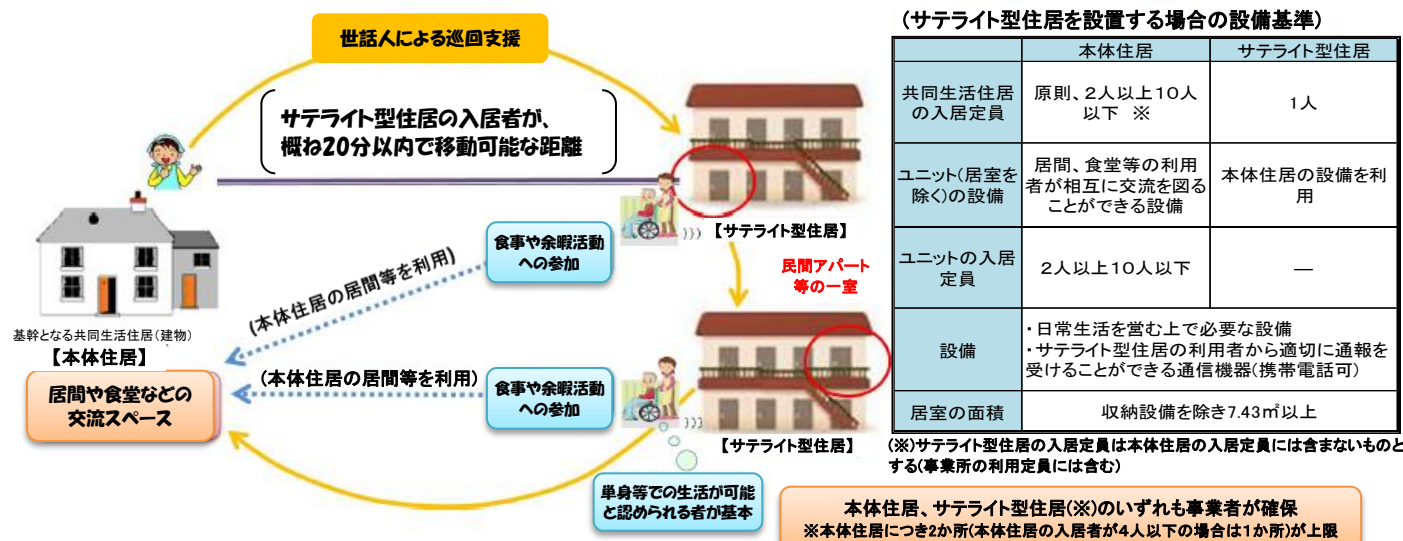 世話人による巡回支援
サテライト型住居の入居者が、
概ね20分以内で移動可能な距離
【サテライト型住居】
食事や余暇活動
への参加
民間アパート
等の一室
(本体住居の居間等を利用)
基幹となる共同生活住居(建物)
【本体住居】
居間や食堂などの
交流スペース
(本体住居の居間等を利用)
食事や余暇活動
への参加
【サテライト型住居】
単身等での生活が可能
と認められる者が基本
(サテライト型住居を設置する場合の設備基準)
本体住居 サテライト型住居
共同生活住居
の入居定員
原則、2人以上10人
以下 ※
1人
ユニット(居室を
除く)の設備
居間、食堂等の利用
者が相互に交流を図る
ことができる設備
本体住居の設備を利
用
ユニットの入居
定員
2人以上10人以下
―
設備
・日常生活を営む上で必要な設備
・サテライト型住居の利用者から適切に通報を
受けることができる通信機器(携帯電話可)
居室の面積
収納設備を除き7.43㎡以上
(※)サテライト型住居の入居定員は本体住居の入居定員には含まないものと
する(事業所の利用定員には含む)
本体住居、サテライト型住居(※)のいずれも事業者が確保
※本体住居につき2か所(本体住居の入居者が4人以下の場合は1か所)が上限